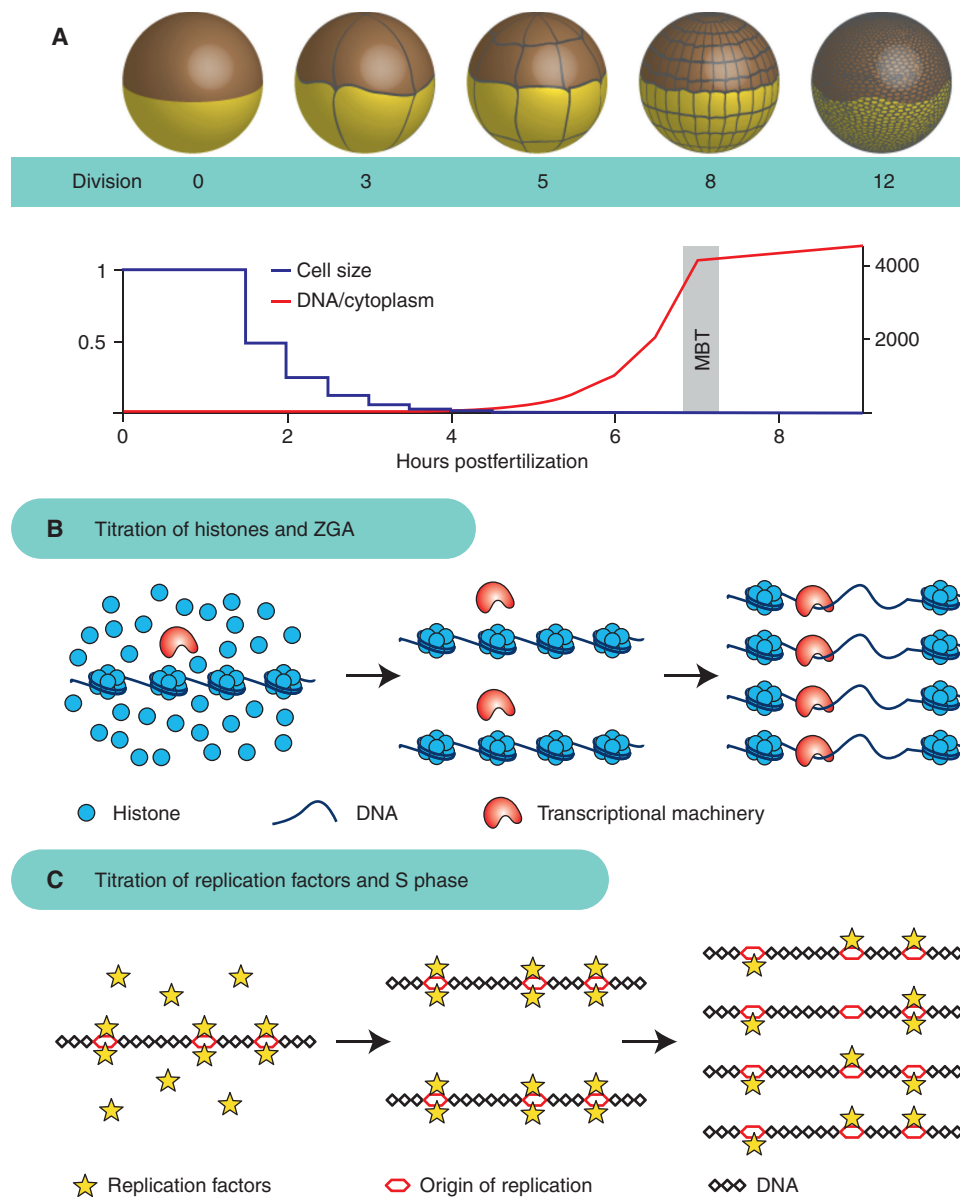 A
Division 0 3 5 8 12
Cell size
DNA/cytoplasm
1
0.5
4000
2000
MBT
0 2 4 6 8
Hours postfertilization
B Titration of histones and ZGA
Histone DNA Transcriptional machinery
C Titration of replication factors and S phase
Replication factors Origin of replication DNA